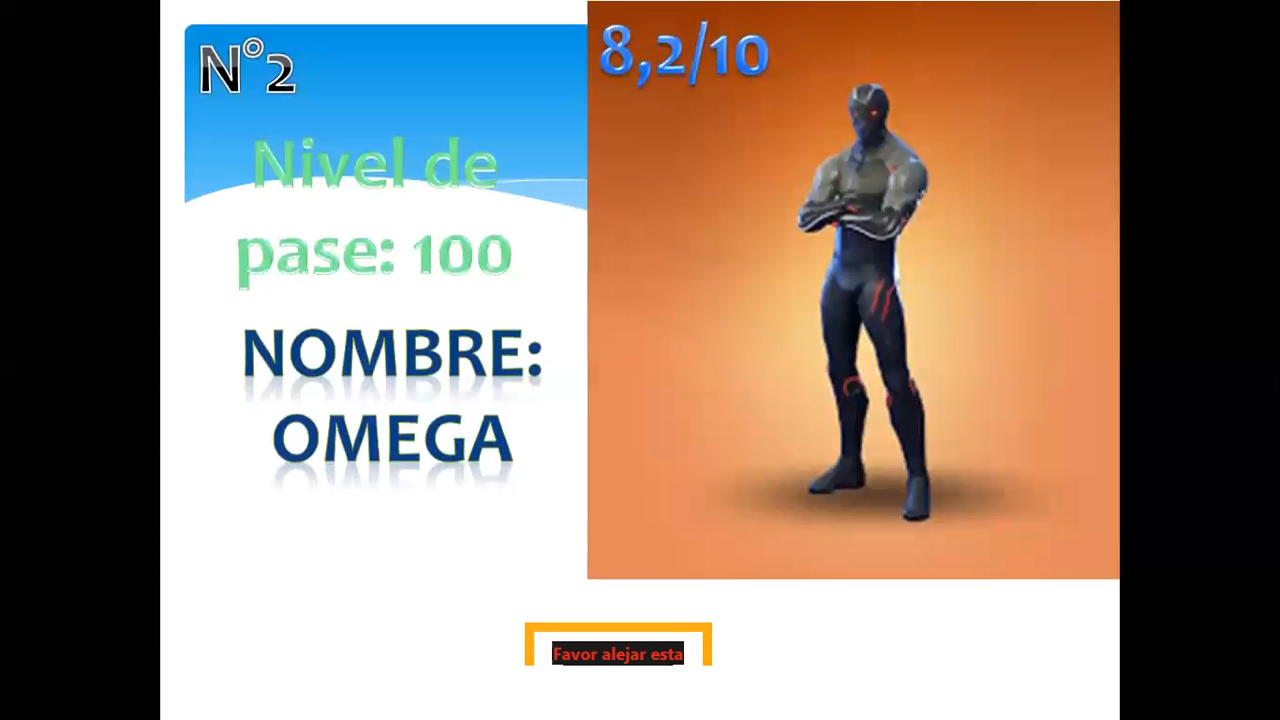 N°2
8,2/10
Nivel de
pase: 100
NOMBRE:
OMEGA
Favor alejar esta